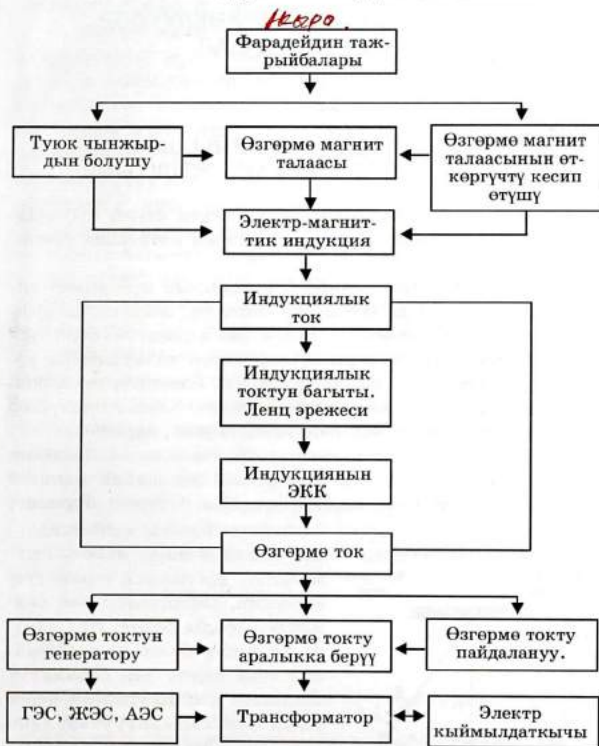 Фарадейдин таж-
рыйбалары
Туюк чынжыр-
дын болушу
Өзгөрмө магнит
талаасы
Өзгөрмө магнит
талаасынын өт-
көргүчтү кесип
өтүшү
Электр-магнит-
тик индукция
Индукциялык
ток
Индукциялык
токтун багыты.
Ленц эрежеси
Индукциянын
ЭКК
Өзгөрмө ток
Өзгөрмө токтун
генератору
Өзгөрмө токту
аралыкка берүү
Өзгөрмө токту
пайдалануу.
ГЭС, ЖЭС, АЭС
Трансформатор
Электр
кыймылдаткычы